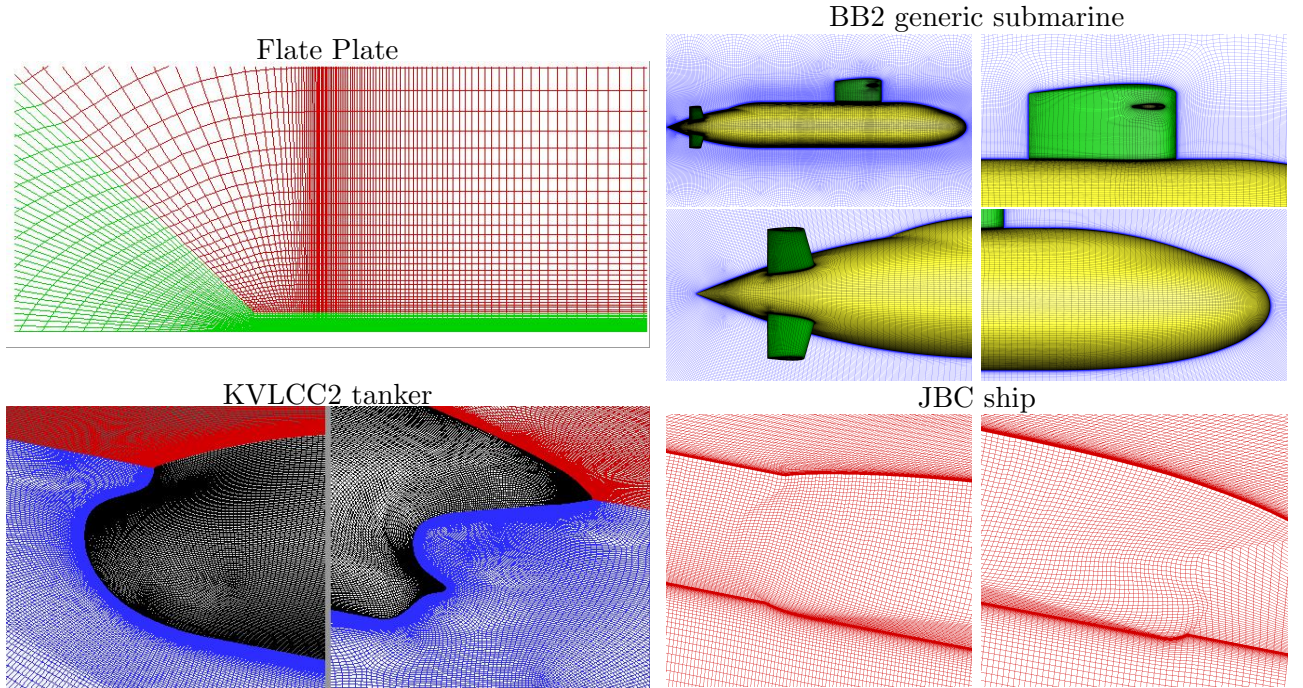 Flate Plate
BB2 generic submarine
KVLCC2 tanker
JBC ship